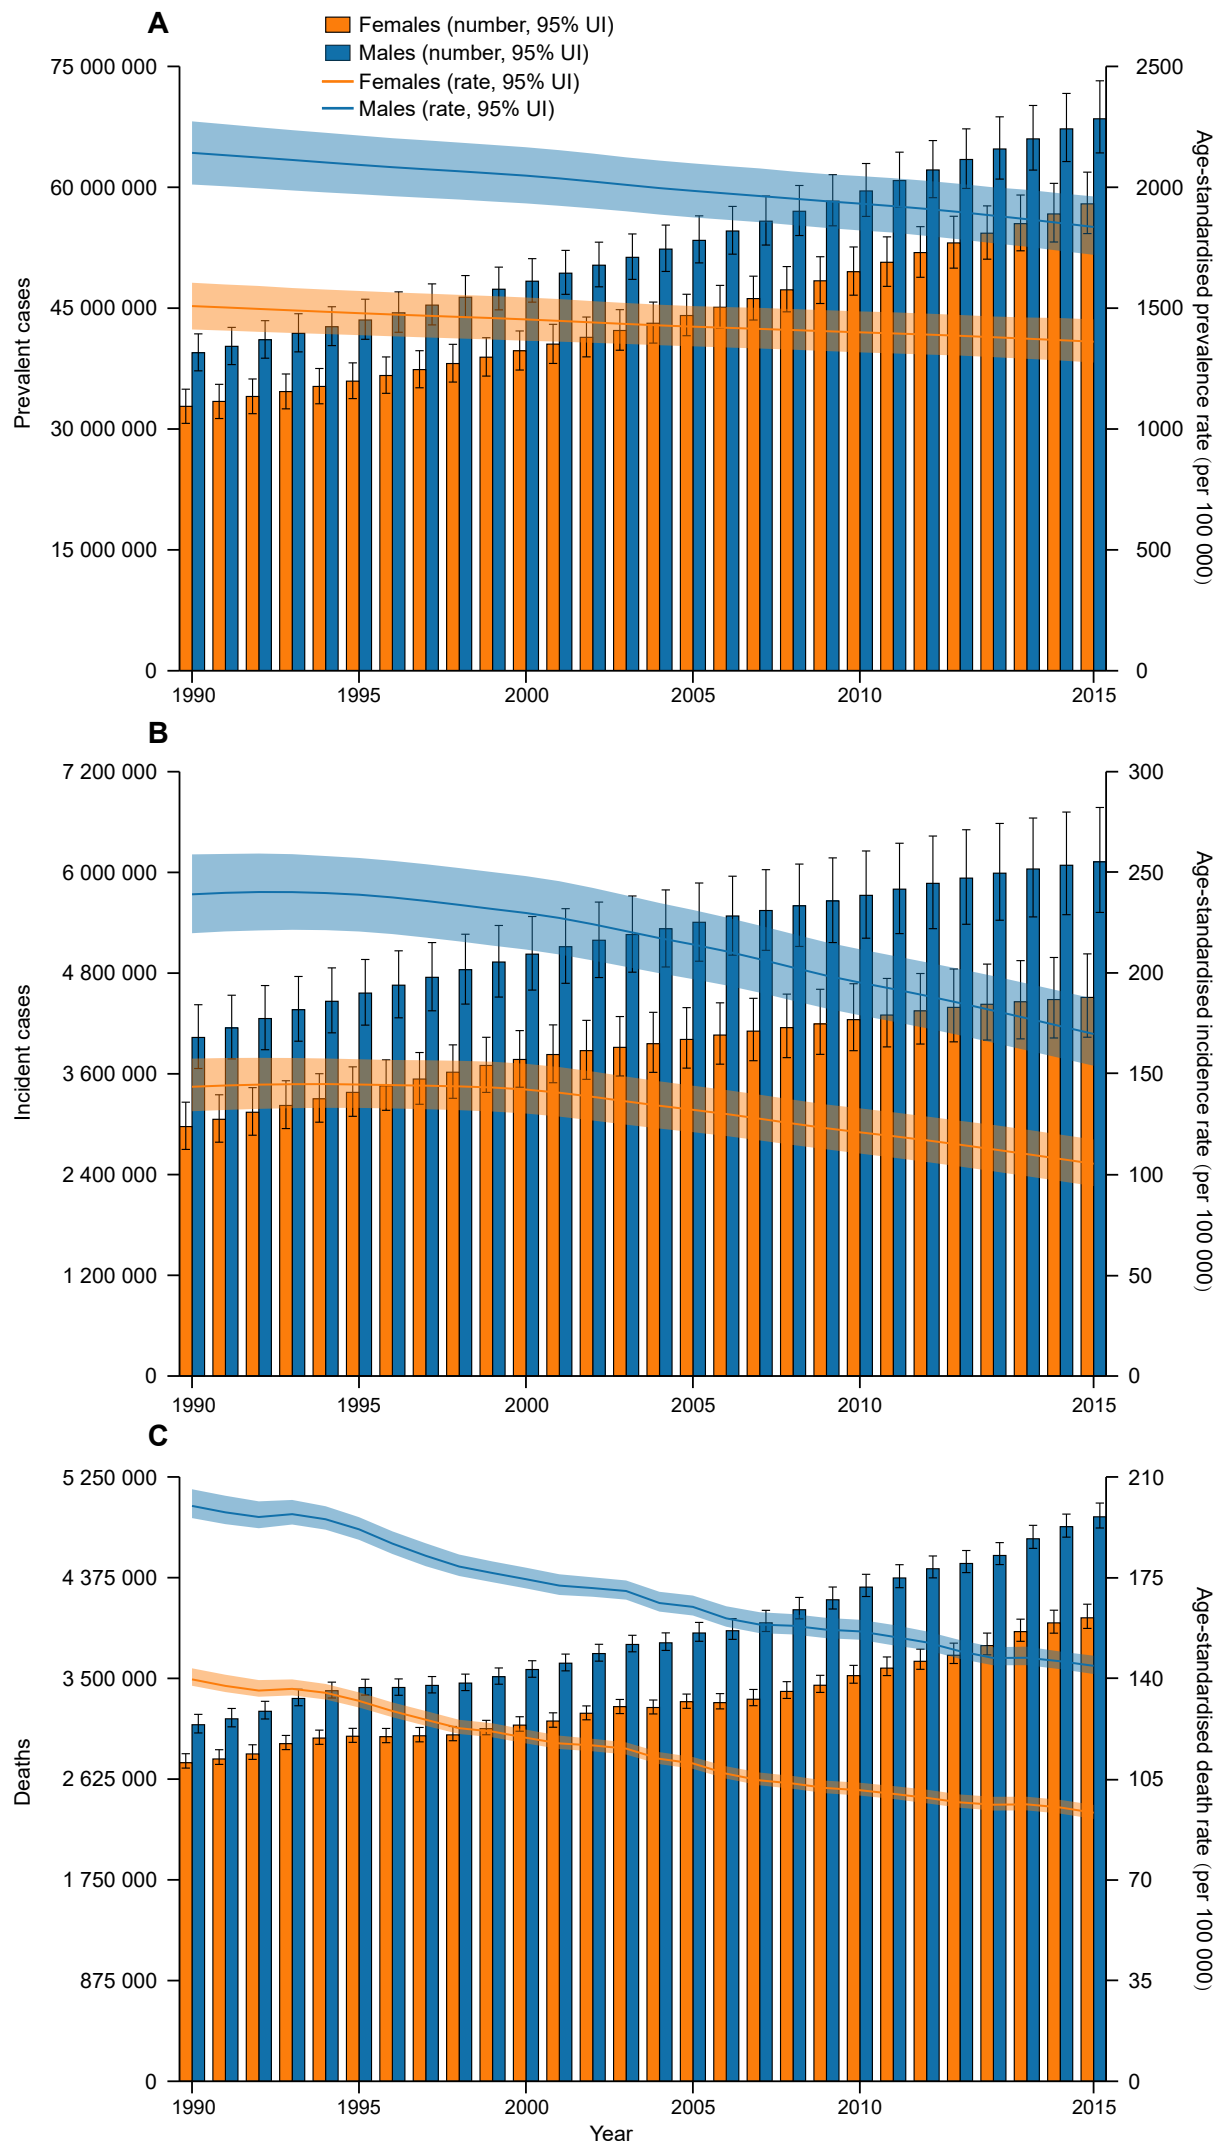 A
Females (number, 95% UI)
Males (number, 95% UI)
Females (rate, 95% UI)
Males (rate, 95% UI)
75 000 000
60 000 000
45 000 000
30 000 000
15 000 000
0
Prevalent cases
2500
2000
1500
1000
500
0
Age-standardised prevalence rate (per 100 000)
1990
1995
2000
2005
2010
2015
B
7 200 000
6 000 000
4 800 000
3 600 000
2 400 000
1 200 000
0
Incident cases
300
250
200
150
100
50
0
Age-standardised incidence rate (per 100 000)
1990
1995
2000
2005
2010
2015
C
5 250 000
4 375 000
3 500 000
2 625 000
1 750 000
875 000
0
Deaths
210
175
140
105
70
35
0
Age-standardised death rate (per 100 000)
1990
1995
2000
2005
2010
2015
Year